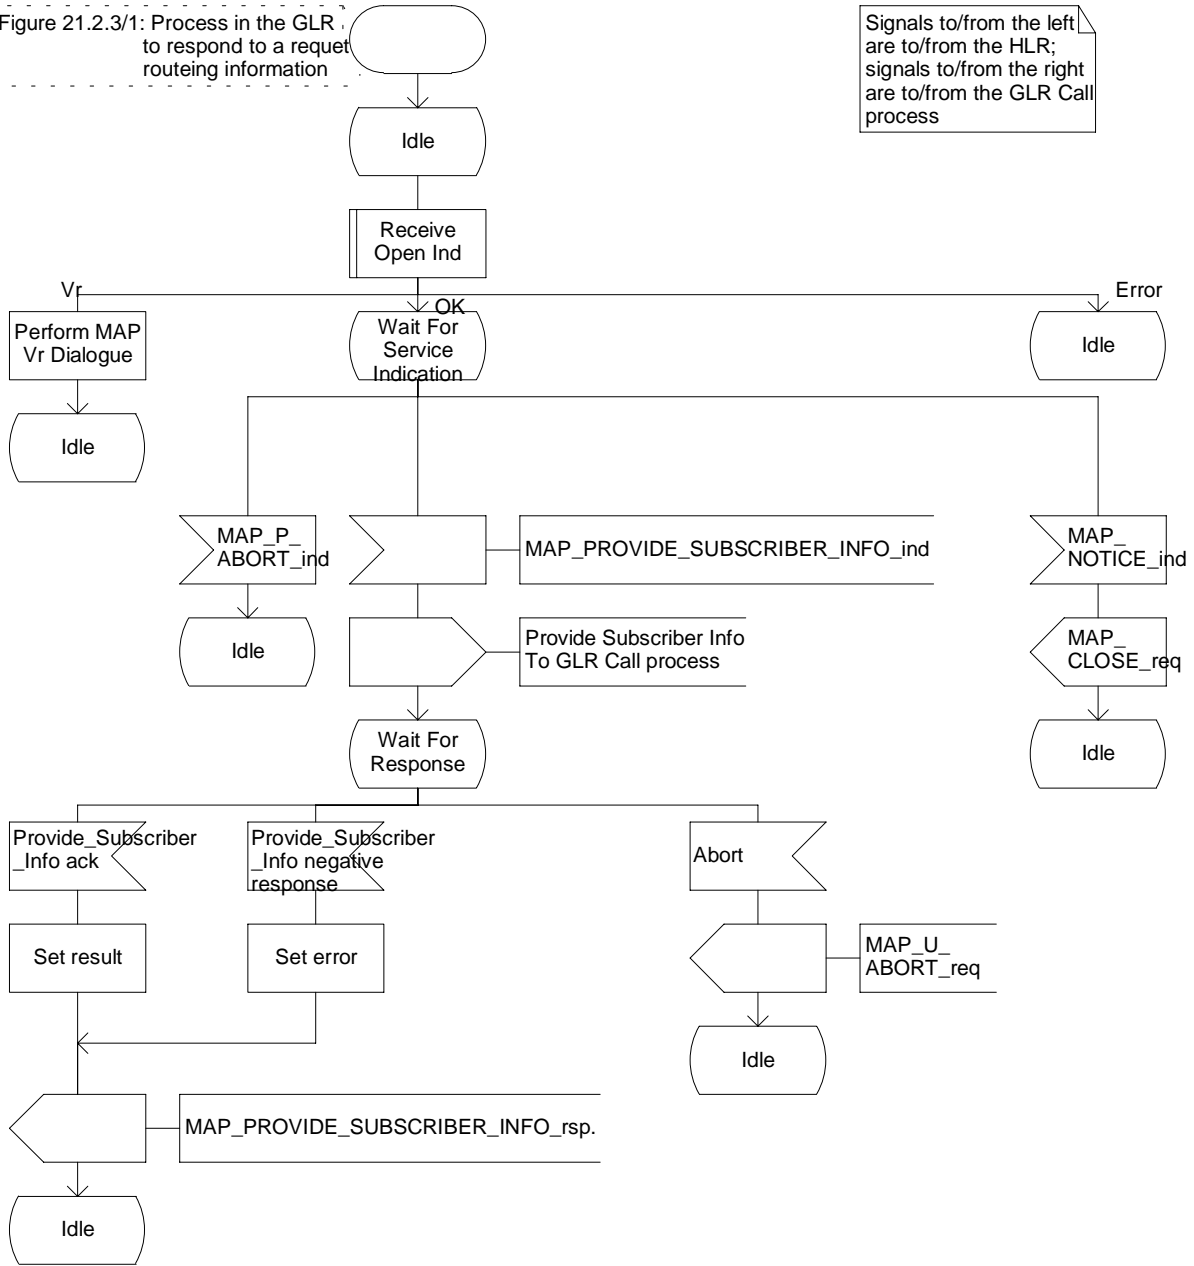 Figure 21.2.3/1: Process in the GLR
to respond to a requet
routeing information
Signals to/from the left
are to/from the HLR;
signals to/from the right
are to/from the GLR Call
process
Idle
Receive
Open Ind
Vr
OK
Error
Perform MAP
Vr Dialogue
Wait For
Service
Indication
Idle
Idle
MAP_P_
ABORT_ind
MAP_PROVIDE_SUBSCRIBER_INFO_ind
MAP_
NOTICE_ind
Idle
Provide Subscriber Info
To GLR Call process
MAP_
CLOSE_req
Wait For
Response
Idle
Provide_Subscriber
_Info ack
Provide_Subscriber
_Info negative
response
Abort
Set result
Set error
MAP_U_
ABORT_req
Idle
MAP_PROVIDE_SUBSCRIBER_INFO_rsp.
Idle